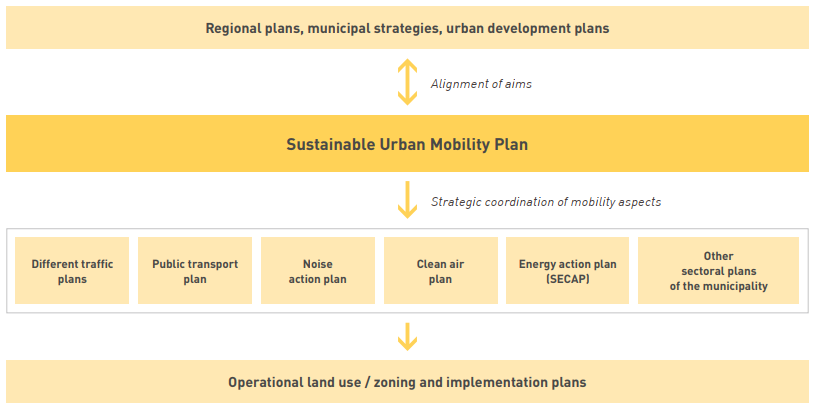 Regional plans, municipal strategies, urban development plans
Alignment of aims
Sustainable Urban Mobility Plan
Strategic coordination of mobility aspects
Different traffic
plans
Public transport
plan
Noise
action plan
Clean air
plan
Energy action plan
(SECAP)
Other
sectoral plans
of the municipality
Operational land use / zoning and implementation plans